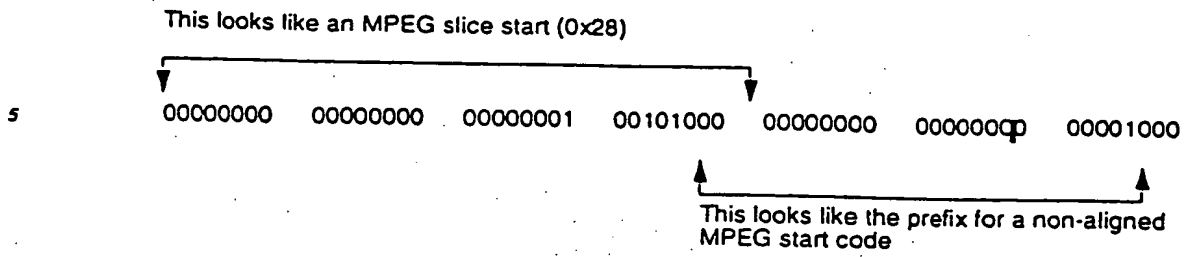 This looks like an MPEG slice start (0x28)
5 00000000 00000000 00000001 00101000 00000000 00000000 00001000
This looks like the prefix for a non-aligned
MPEG start code